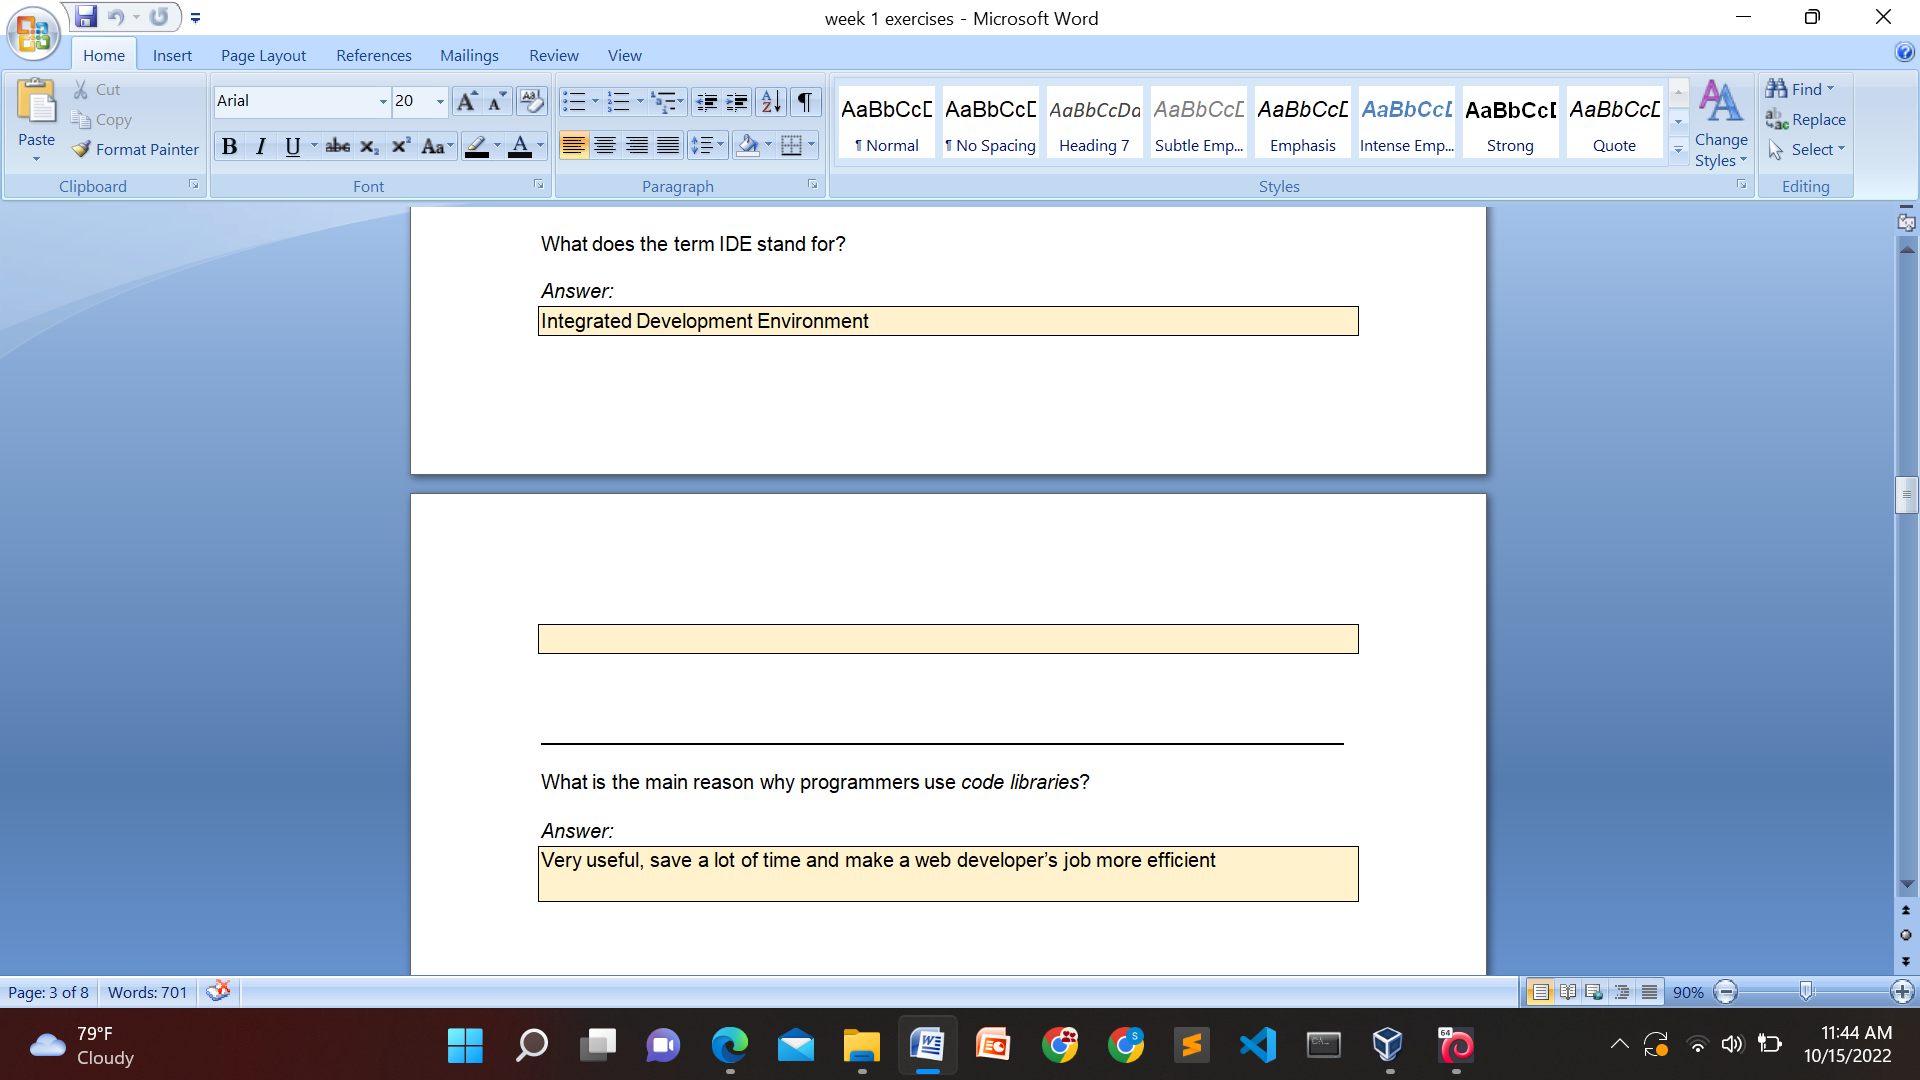 week 1 exercises - Microsoft Word
Home Insert Page Layout References Mailings Review View
Paste
Cut
Copy
Format Painter
Clipboard
Arial 20
B I U abc X₂ X² Aa A
Font
Paragraph
AaBbCcD AaBbCcD AaBbCcDd AaBbCcD AaBbCcD AaBbCcD AaBbCcD AaBbCcD
¶ Normal ¶ No Spacing Heading 7 Subtle Emp... Emphasis Intense Emp... Strong Quote
Change Styles
Styles
Find
Replace
Select
Editing
What does the term IDE stand for?
Answer:
Integrated Development Environment
What is the main reason why programmers use code libraries?
Answer:
Very useful, save a lot of time and make a web developer’s job more efficient
Page: 3 of 8 Words: 701 90%
79°F
Cloudy
11:44 AM
10/15/2022